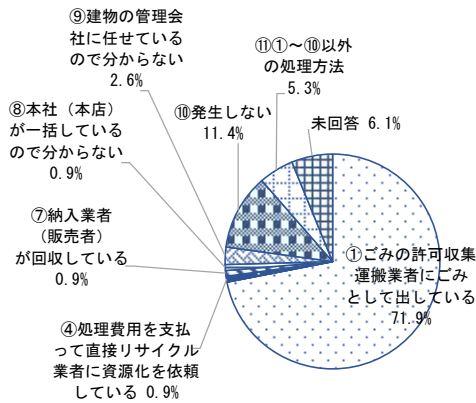 ⑨建物の管理会
社に任せている
ので分からない
2.6%
⑪①～⑩以外
の処理方法
5.3%
⑧本社（本店）
が一括している
ので分からない
0.9%
⑩発生しない
11.4%
未回答 6.1%
⑦納入業者
（販売者）
が回収している
0.9%
①ごみの許可収集
運搬業者にごみ
として出している
71.9%
④処理費用を支払
って直接リサイクル
業者に資源化を依頼
している 0.9%